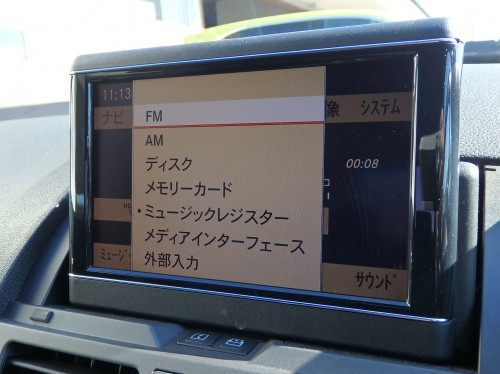 11:13
ナビ
像 システム
FM
AM
ディスク
00:08
メモリーカード
•ミュージックレジスター
メディアインターフェース
外部入力
ミュージ
サウンド